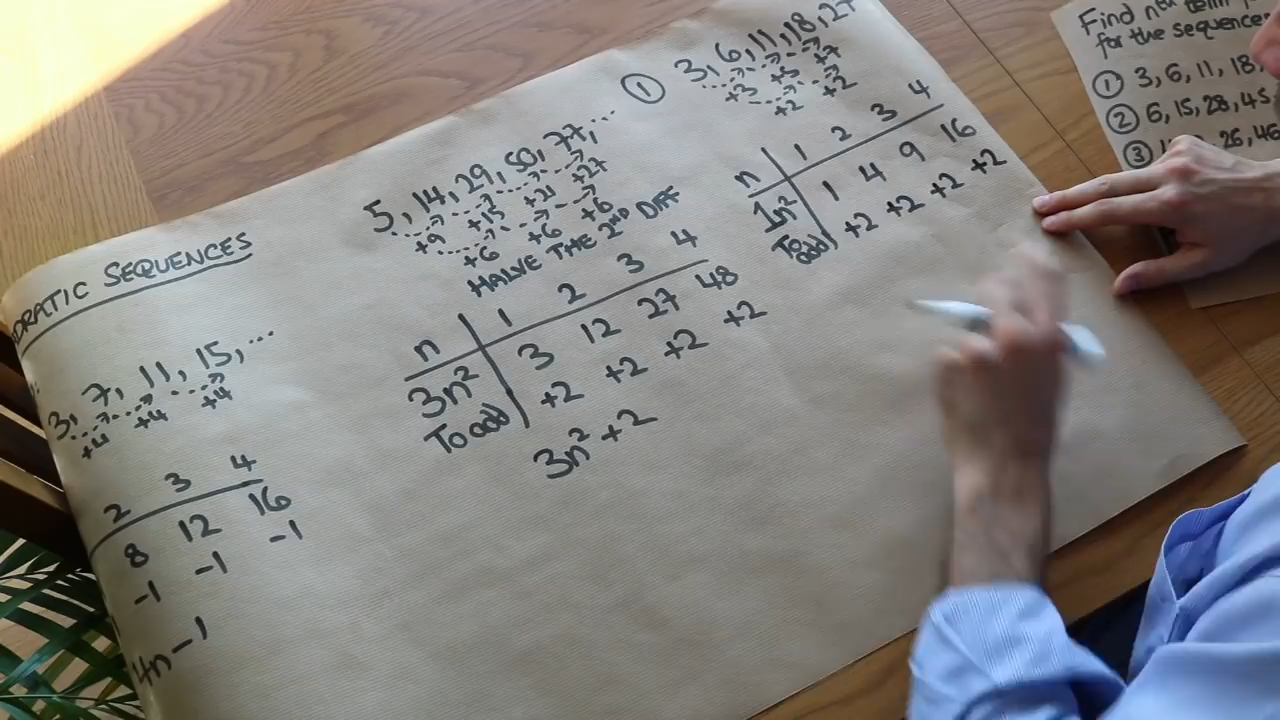 SEQUENCES
3, 7, 11, 15, ...
+4 +4 +4
2 3 4
8 12 16
-1 -1 -1
4n -1
5, 14, 29, 50, 77, ...
+9 +15 +21 +27
+6 +6 +6
HALVE THE 2ND DIFF
n 1 2 3 4
3n² 3 12 27 48
To add +2 +2 +2 +2
3n² +2
① 3, 6, 11, 18, 27
+3 +5 +7
+2 +2
n 1 2 3 4
1n² 1 4 9 16
To add +2 +2 +2 +2
Find nth term
for the sequence
① 3, 6, 11, 18,
② 6, 15, 28, 45,
③ 26, 46